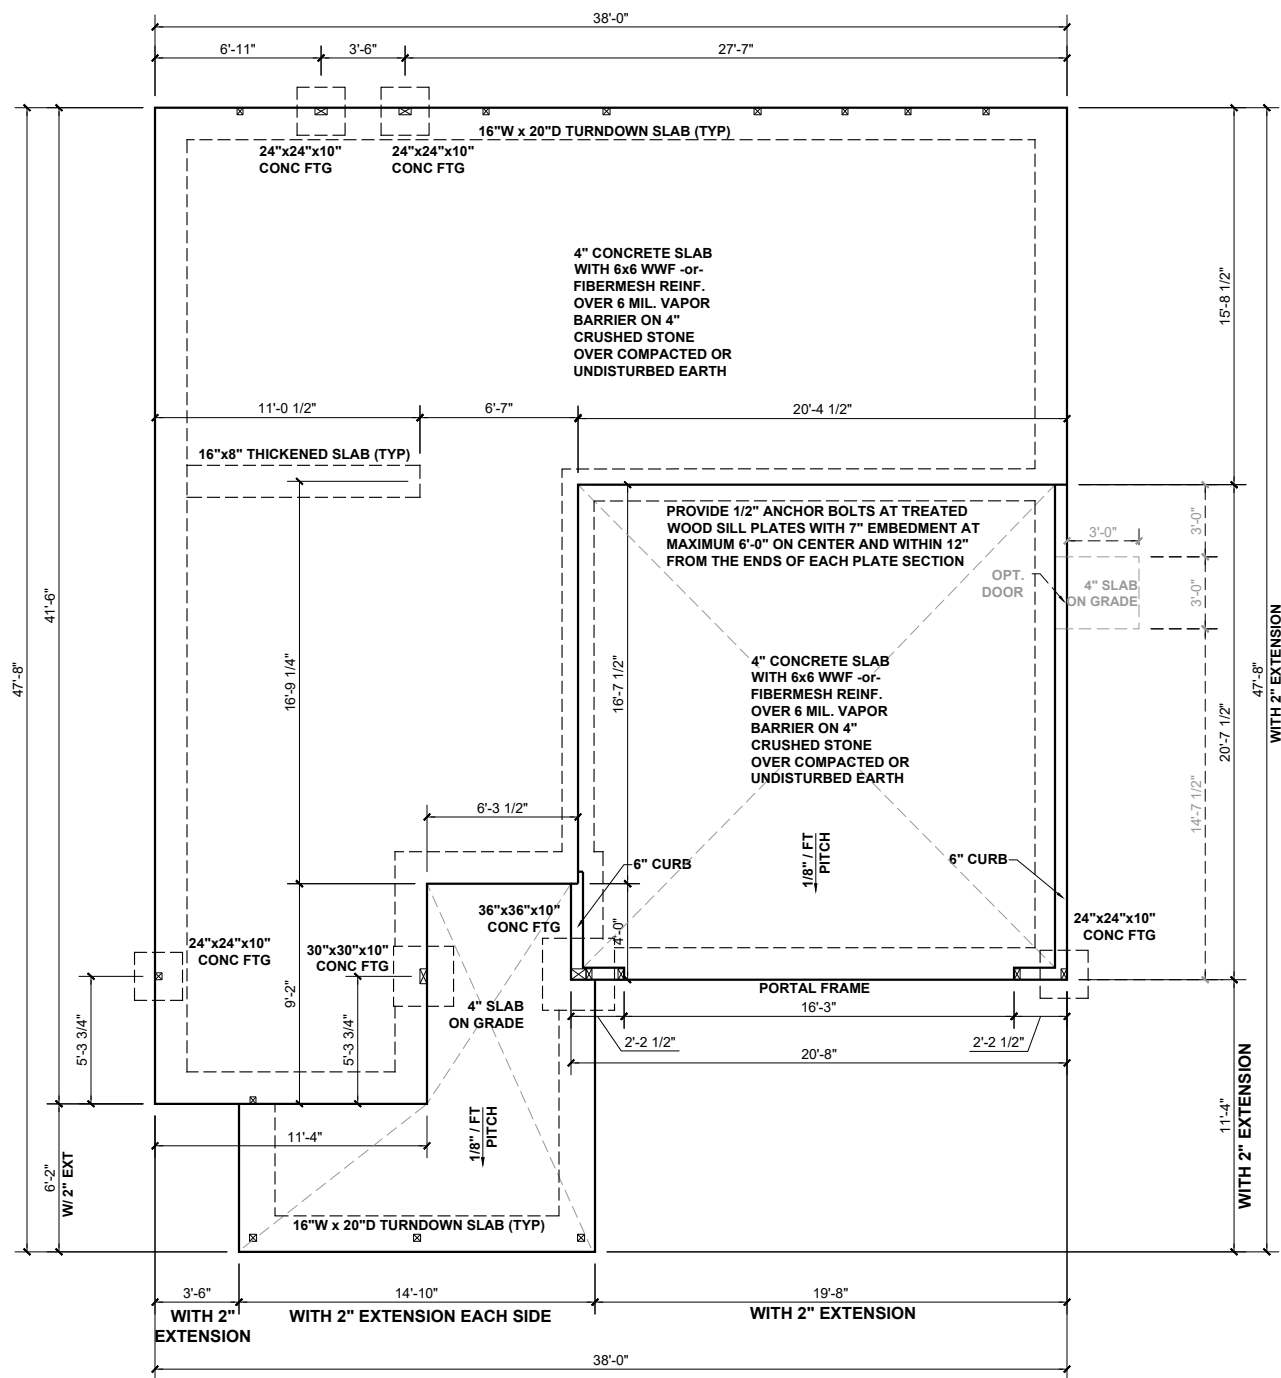 38'-0"
6'-11"
3'-6"
27'-7"
16"W x 20"D TURNDOWN SLAB (TYP)
24"x24"x10"
CONC FTG
24"x24"x10"
CONC FTG
4" CONCRETE SLAB
WITH 6x6 WWF -or-
FIBERMESH REINF.
OVER 6 MIL. VAPOR
BARRIER ON 4"
CRUSHED STONE
OVER COMPACTED OR
UNDISTURBED EARTH
15'-8 1/2"
11'-0 1/2"
6'-7"
20'-4 1/2"
16"x8" THICKENED SLAB (TYP)
PROVIDE 1/2" ANCHOR BOLTS AT TREATED
WOOD SILL PLATES WITH 7" EMBEDMENT AT
MAXIMUM 6'-0" ON CENTER AND WITHIN 12"
FROM THE ENDS OF EACH PLATE SECTION
3'-0"
3'-0"
OPT.
DOOR
4" SLAB
ON GRADE
3'-0"
41'-6"
47'-8"
16'-9 1/4"
16'-7 1/2"
4" CONCRETE SLAB
WITH 6x6 WWF -or-
FIBERMESH REINF.
OVER 6 MIL. VAPOR
BARRIER ON 4"
CRUSHED STONE
OVER COMPACTED OR
UNDISTURBED EARTH
20'-7 1/2"
47'-8"
WITH 2" EXTENSION
14'-7 1/2"
6'-3 1/2"
6" CURB
1/8" / FT
PITCH
6" CURB
36"x36"x10"
CONC FTG
4'-0"
24"x24"x10"
CONC FTG
24"x24"x10"
CONC FTG
30"x30"x10"
CONC FTG
9'-2"
4" SLAB
ON GRADE
PORTAL FRAME
16'-3"
2'-2 1/2"
2'-2 1/2"
20'-8"
5'-3 3/4"
5'-3 3/4"
11'-4"
1/8" / FT
PITCH
11'-4"
WITH 2" EXTENSION
6'-2"
W/ 2" EXT
16"W x 20"D TURNDOWN SLAB (TYP)
3'-6"
WITH 2"
EXTENSION
14'-10"
WITH 2" EXTENSION EACH SIDE
19'-8"
WITH 2" EXTENSION
38'-0"